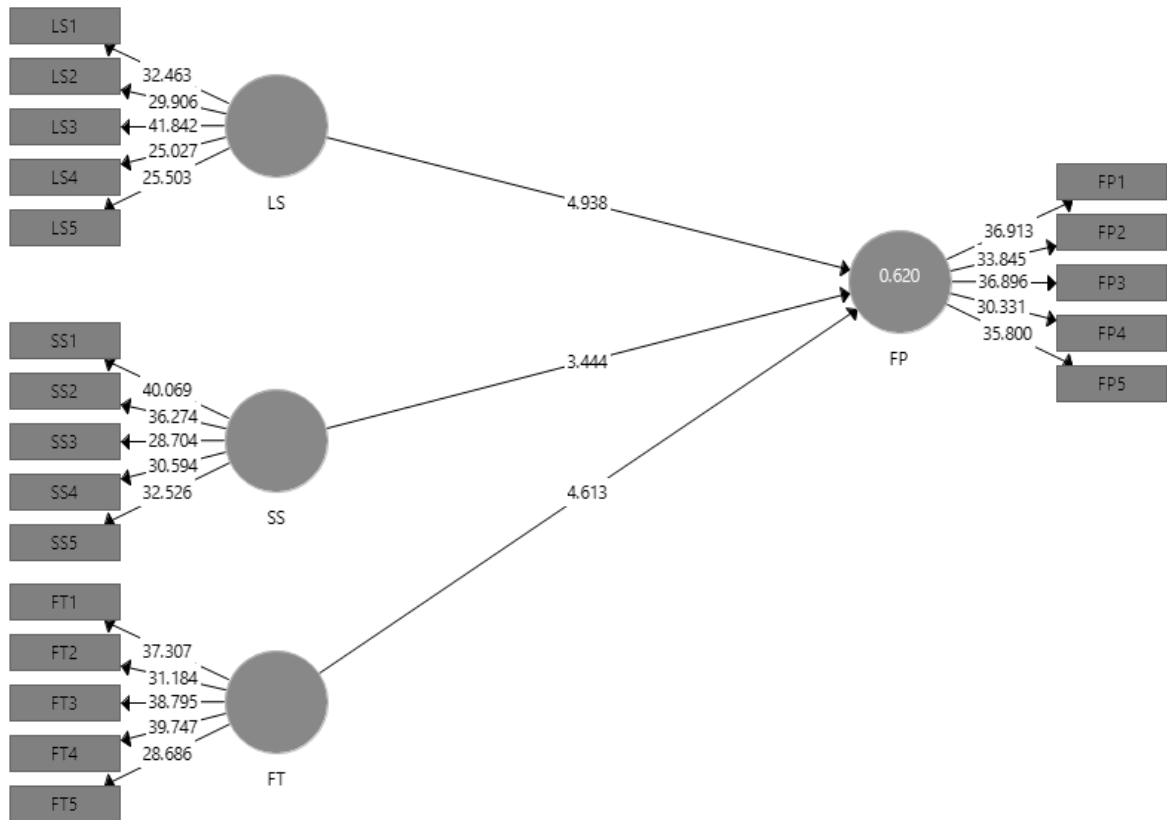 LS1
LS2
LS3
LS4
LS5
32.463
29.906
41.842
25.027
25.503
LS
4.938
SS1
SS2
SS3
SS4
SS5
40.069
36.274
28.704
30.594
32.526
SS
3.444
FT1
FT2
FT3
FT4
FT5
37.307
31.184
38.795
39.747
28.686
FT
4.613
0.620
FP
36.913
33.845
36.896
30.331
35.800
FP1
FP2
FP3
FP4
FP5